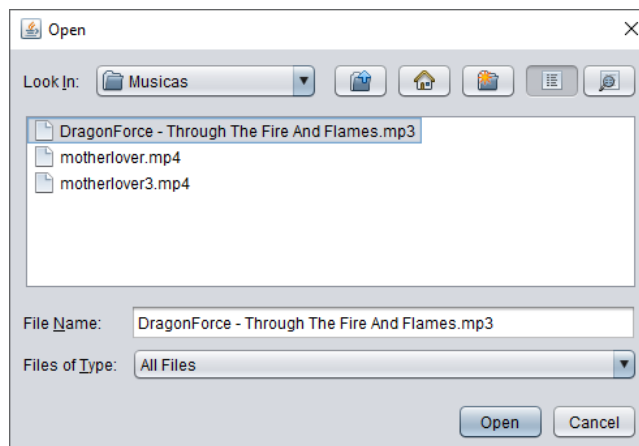 Open
Look In: Musicas
DragonForce - Through The Fire And Flames.mp3
motherlover.mp4
motherlover3.mp4
File Name: DragonForce - Through The Fire And Flames.mp3
Files of Type: All Files
Open Cancel